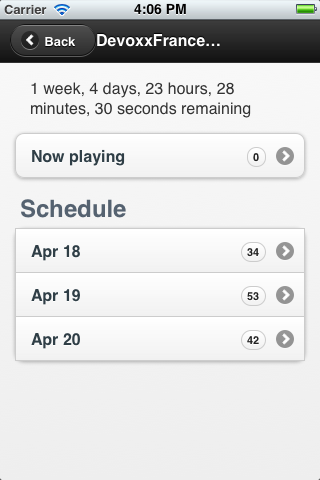 Carrier 4:06 PM
Back DevoxxFrance...
1 week, 4 days, 23 hours, 28
minutes, 30 seconds remaining
Now playing 0
Schedule
Apr 18 34
Apr 19 53
Apr 20 42